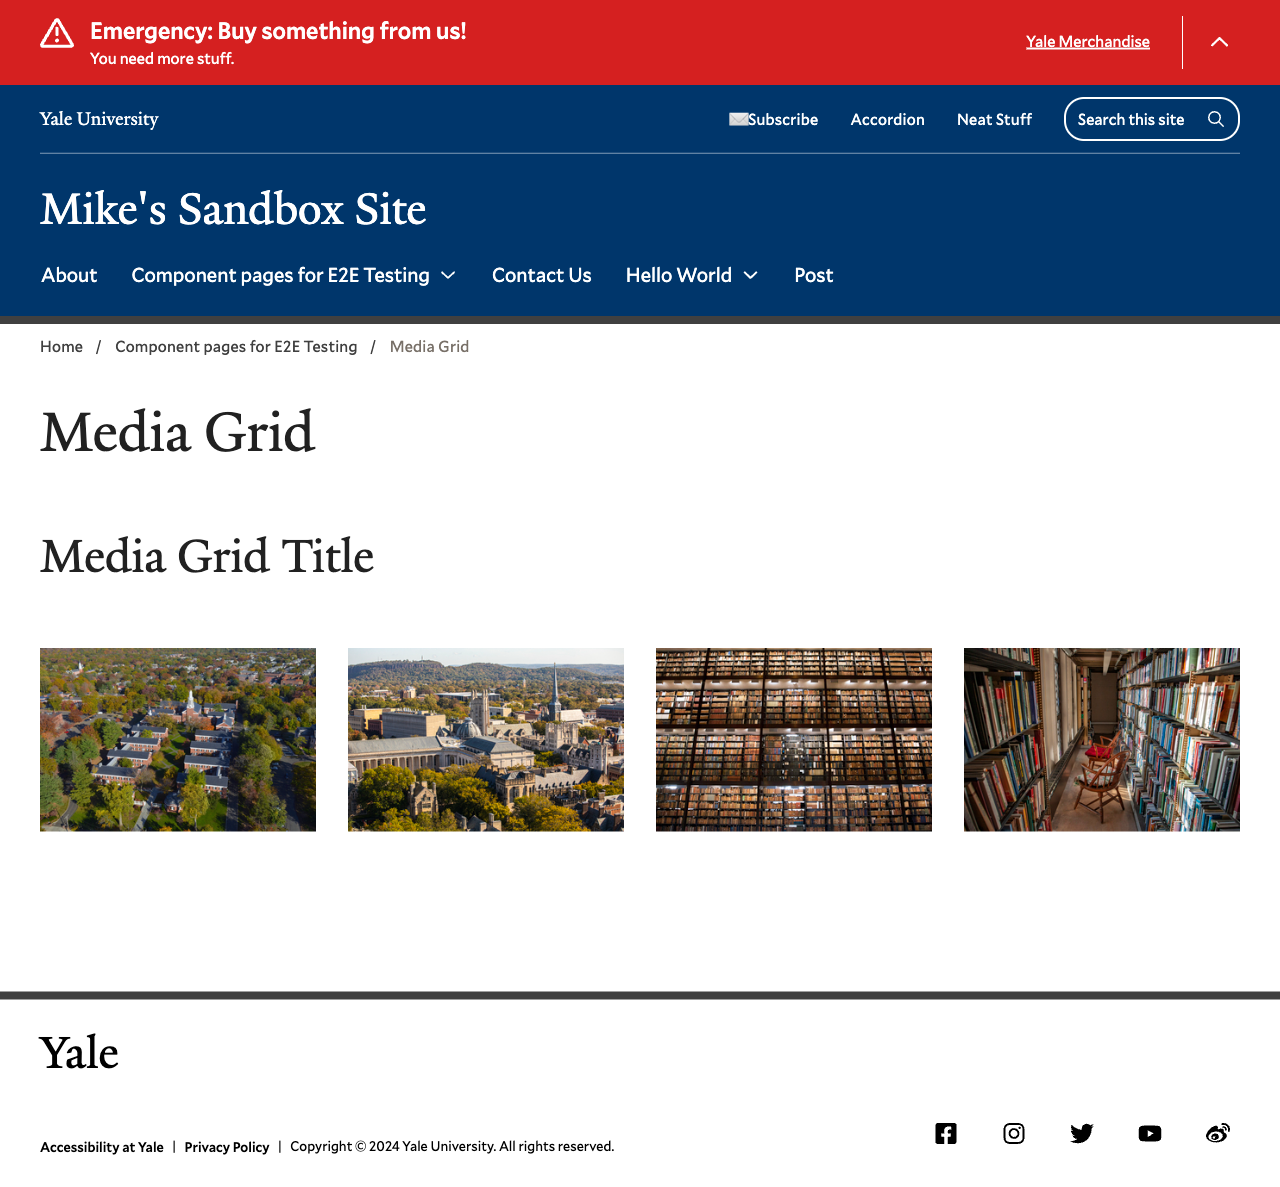 Emergency: Buy something from us!
You need more stuff.
Yale Merchandise
Yale University
Subscribe
Accordion
Neat Stuff
Search this site
Mike's Sandbox Site
About
Component pages for E2E Testing
Contact Us
Hello World
Post
Home / Component pages for E2E Testing / Media Grid
Media Grid
Media Grid Title
Yale
Accessibility at Yale | Privacy Policy | Copyright © 2024 Yale University. All rights reserved.